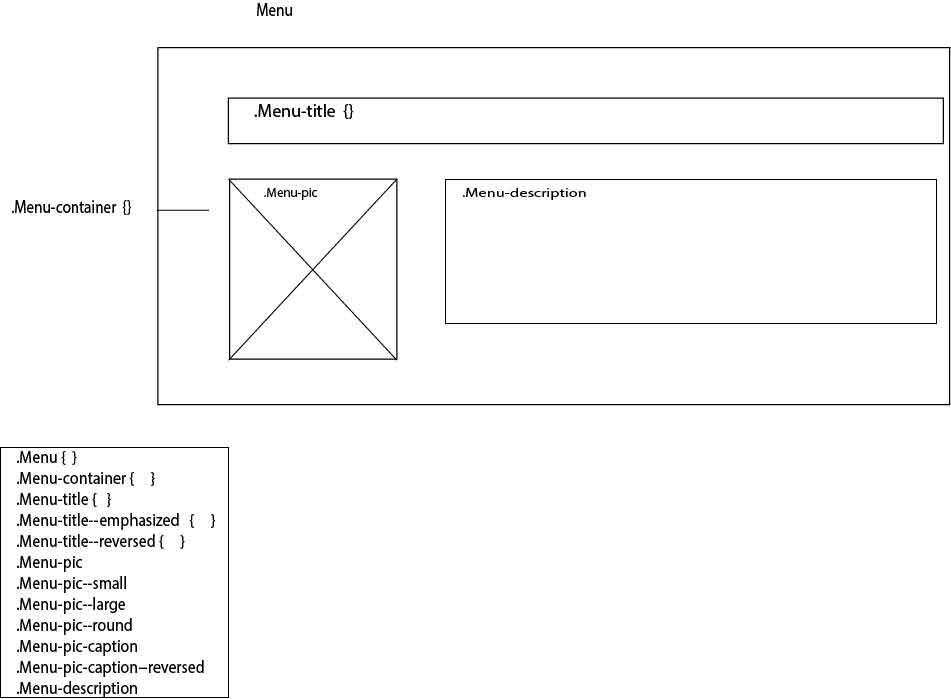 Menu
.Menu-title {}
.Menu-pic
.Menu-description
.Menu-container {}
.Menu { }
.Menu-container { }
.Menu-title { }
.Menu-title--emphasized { }
.Menu-title--reversed { }
.Menu-pic
.Menu-pic--small
.Menu-pic--large
.Menu-pic--round
.Menu-pic-caption
.Menu-pic-caption–reversed
.Menu-description